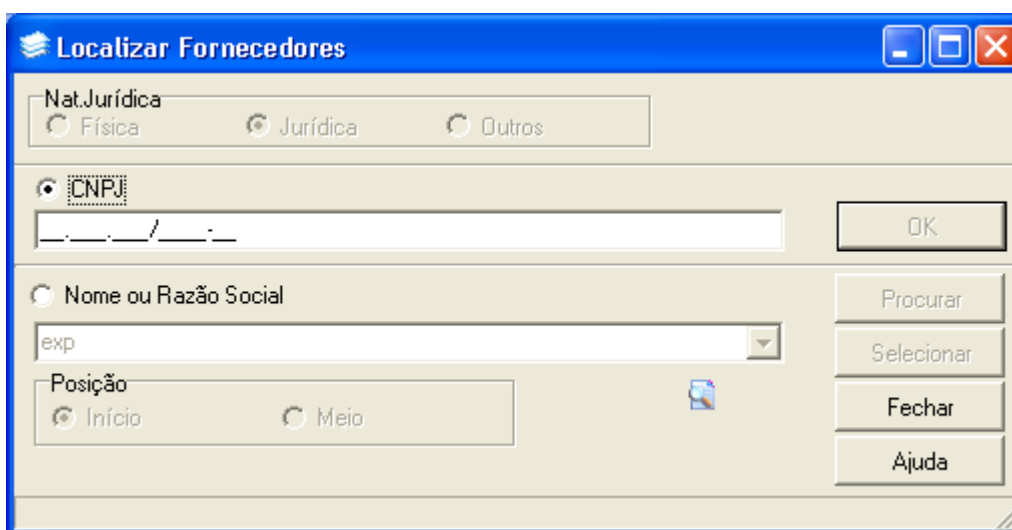 Localizar Fornecedores
Nat.Jurídica
Física Jurídica Outros
CNPJ
__.___.___/____-__
OK
Nome ou Razão Social
Procurar
exp
Selecionar
Posição
Início Meio
Fechar
Ajuda